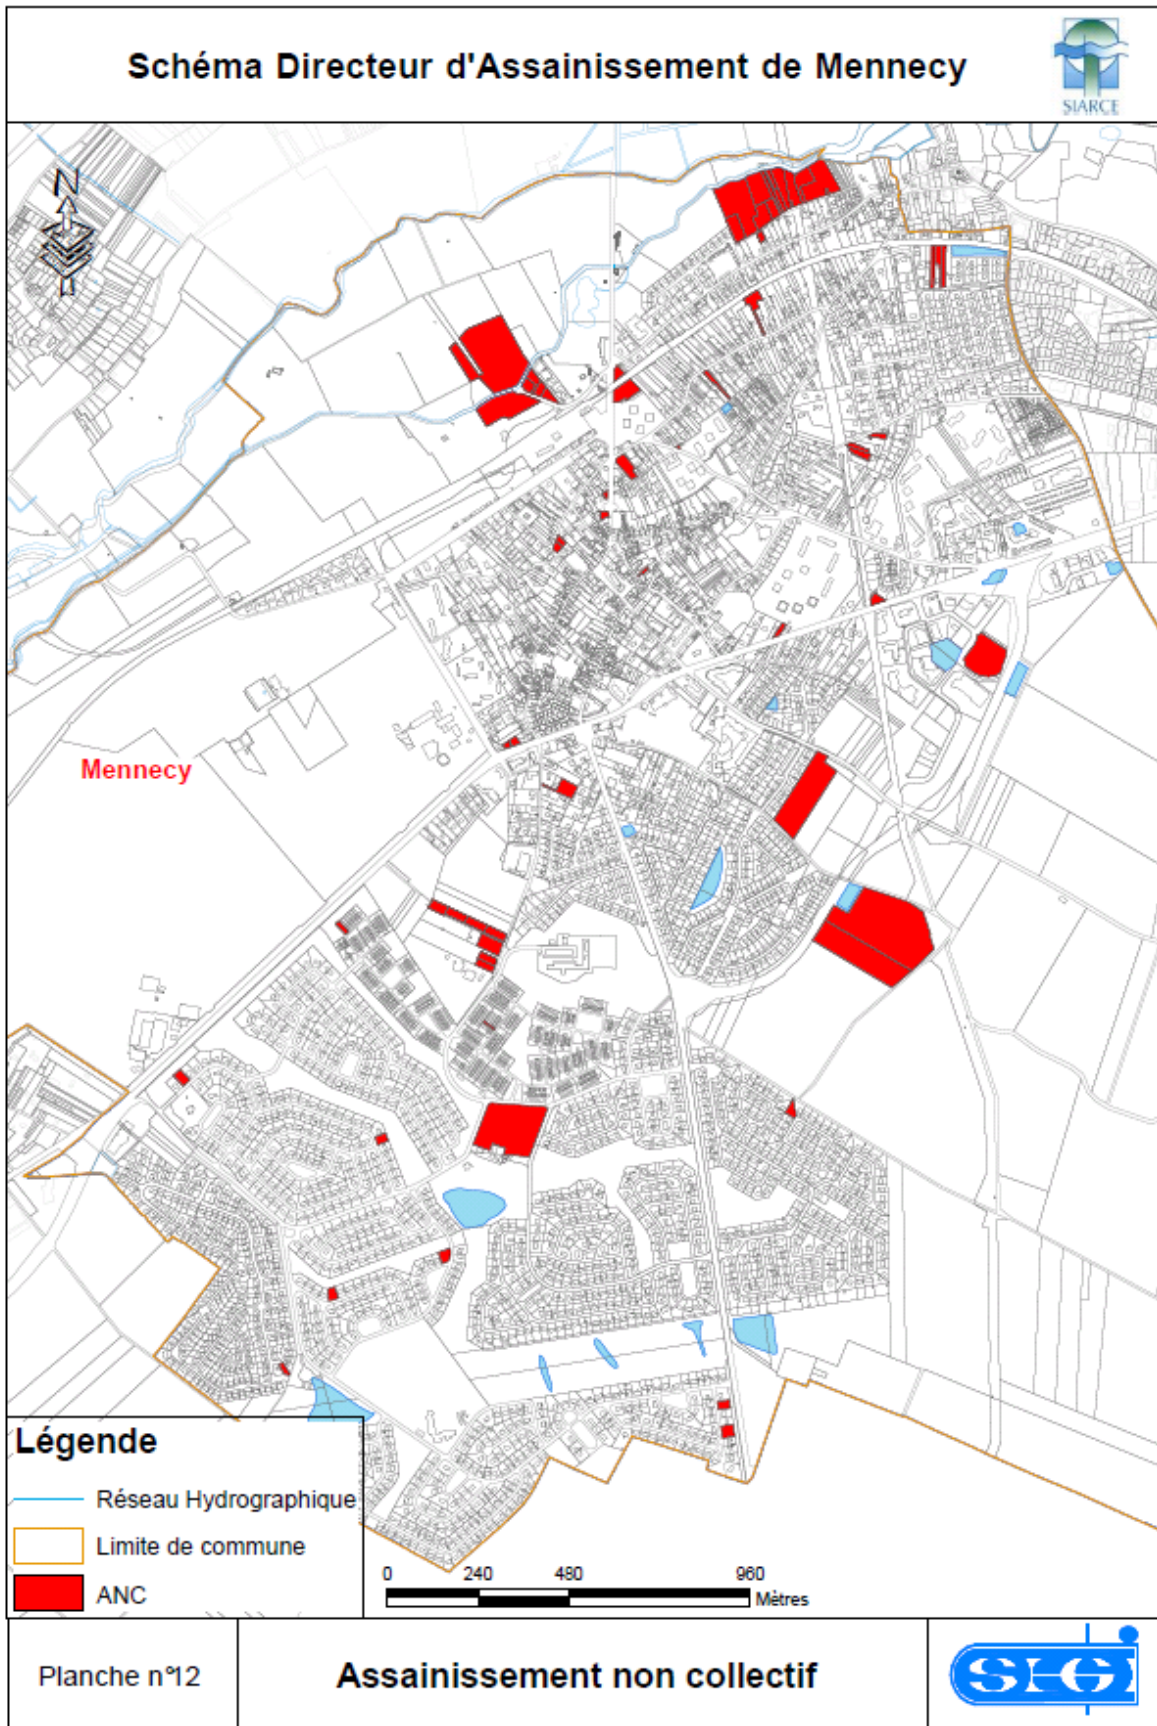 Schéma Directeur d'Assainissement de Mennecy
SIARCE
N
Mennecy
Légende
Réseau Hydrographique
Limite de commune
ANC
0 240 480 960
Mètres
Planche n°12
Assainissement non collectif
SEGI